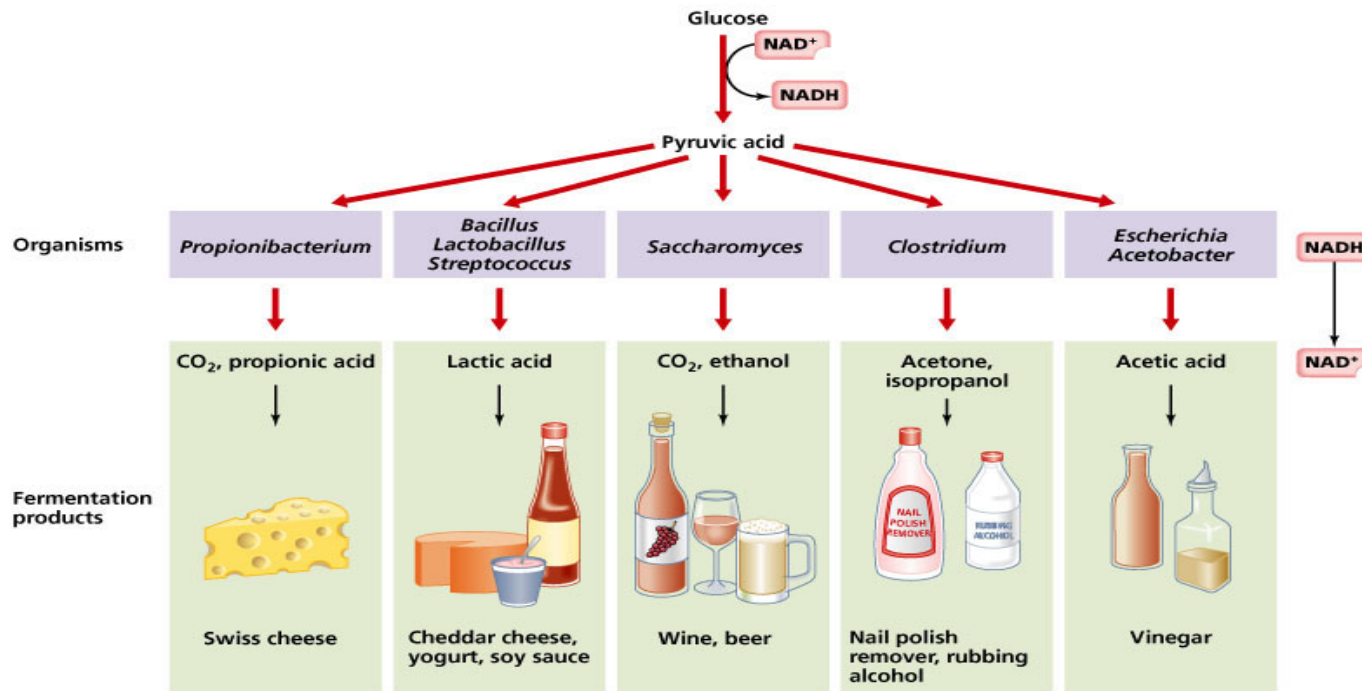 Glucose
NAD⁺
NADH
Pyruvic acid
Organisms
Propionibacterium
Bacillus
Lactobacillus
Streptococcus
Saccharomyces
Clostridium
Escherichia
Acetobacter
NADH
NAD⁺
Fermentation
products
CO₂, propionic acid
Swiss cheese
Lactic acid
Cheddar cheese,
yogurt, soy sauce
CO₂, ethanol
Wine, beer
Acetone,
isopropanol
NAIL
POLISH
REMOVER
RUBBING
ALCOHOL
Nail polish
remover, rubbing
alcohol
Acetic acid
Vinegar